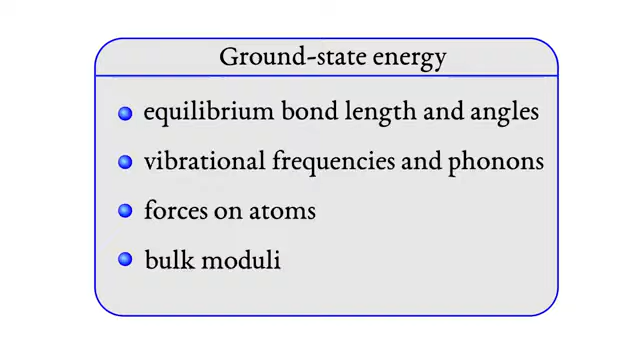 Ground-state energy
equilibrium bond length and angles
vibrational frequencies and phonons
forces on atoms
bulk moduli